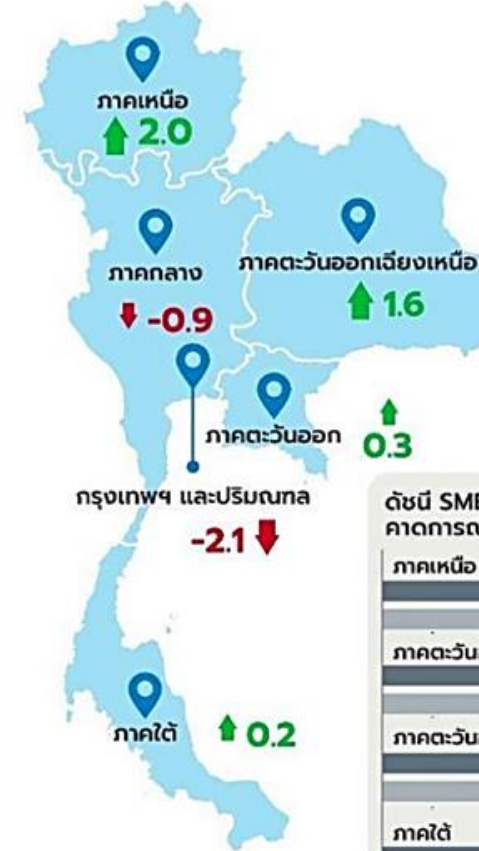 ภาคเหนือ
2.0
ภาคกลาง
-0.9
ภาคตะวันออกเฉียงเหนือ
1.6
ภาคตะวันออก
0.3
กรุงเทพฯ และปริมณฑล
-2.1
ภาคใต้
0.2
ดัชนี
ภาคเหนือ
ภาคใต้